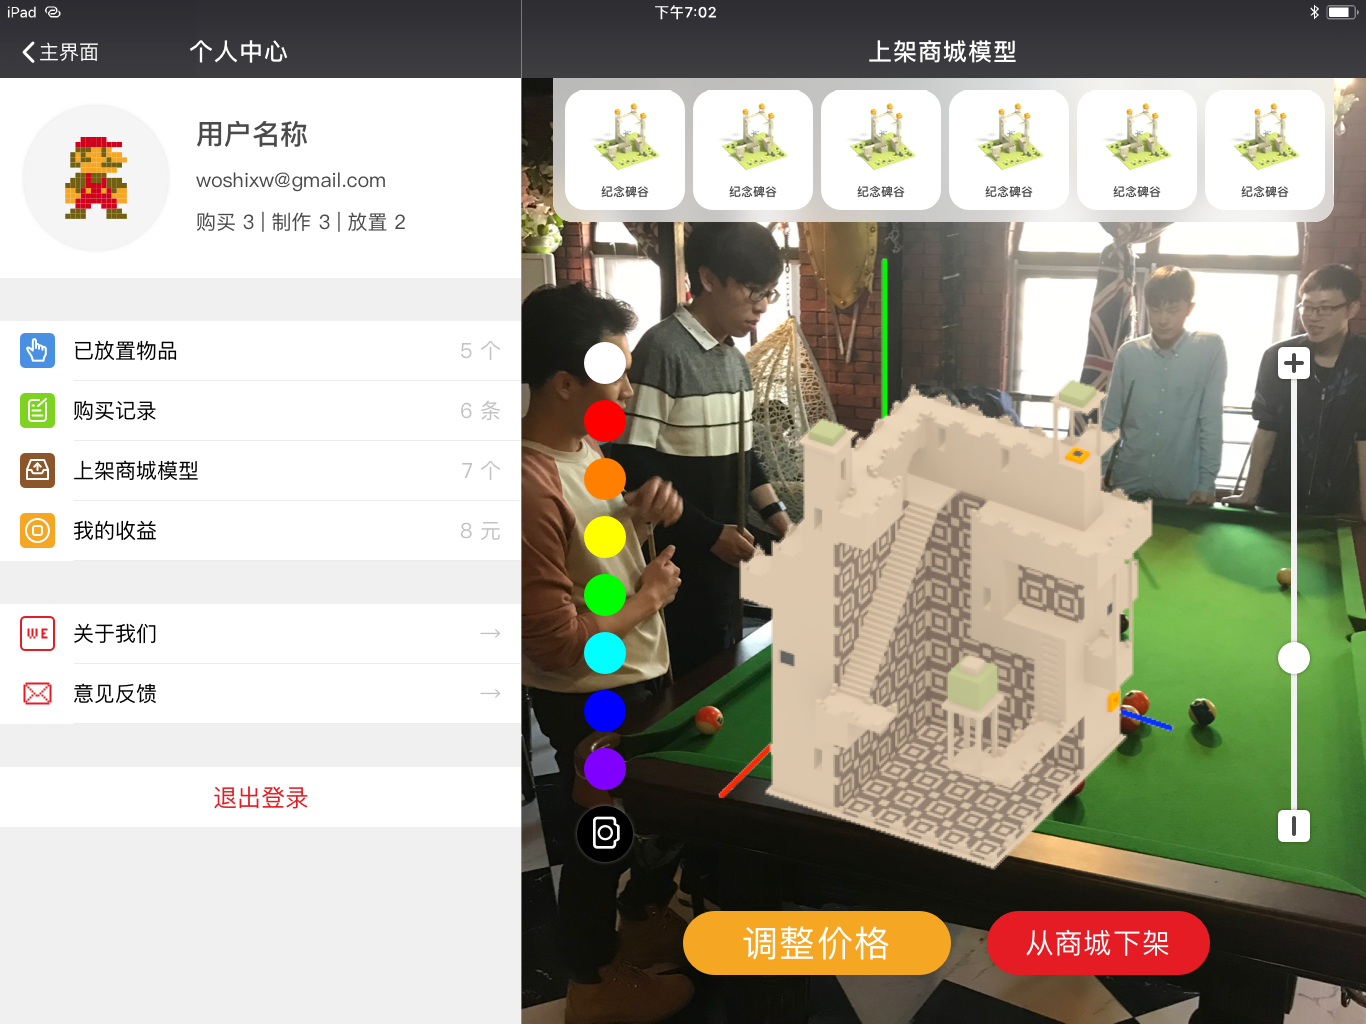 iPad
下午7:02
主界面
个人中心
上架商城模型
用户名称
woshixw@gmail.com
购买 3 | 制作 3 | 放置 2
纪念碑谷
纪念碑谷
纪念碑谷
纪念碑谷
纪念碑谷
纪念碑谷
已放置物品
5 个
购买记录
6 条
上架商城模型
7 个
我的收益
8 元
WE
关于我们
意见反馈
退出登录
调整价格
从商城下架